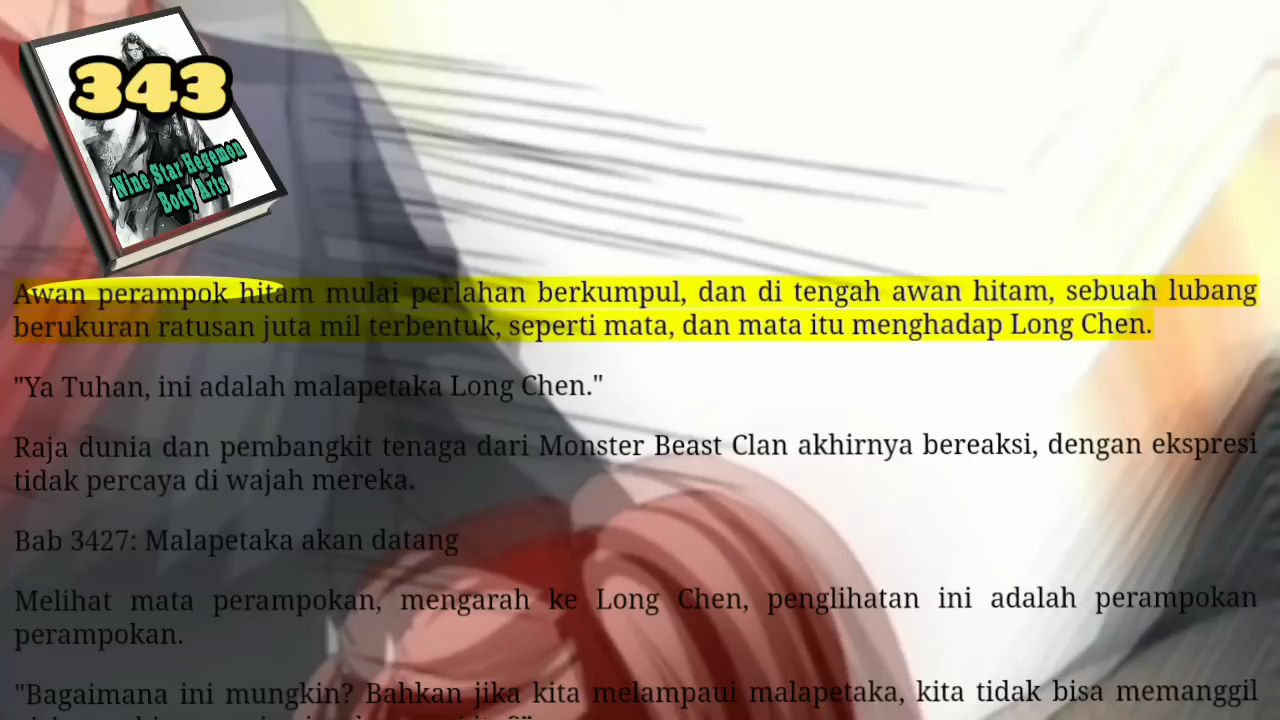 343
Nine Star Hegemon
Body Arts
Awan perampok hitam mulai perlahan berkumpul, dan di tengah awan hitam, sebuah lubang
berukuran ratusan juta mil terbentuk, seperti mata, dan mata itu menghadap Long Chen.
"Ya Tuhan, ini adalah malapetaka Long Chen."
Raja dunia dan pembangkit tenaga dari Monster Beast Clan akhirnya bereaksi, dengan ekspresi
tidak percaya di wajah mereka.
Bab 3427: Malapetaka akan datang
Melihat mata perampokan, mengarah ke Long Chen, penglihatan ini adalah perampokan
perampokan.
"Bagaimana ini mungkin? Bahkan jika kita melampaui malapetaka, kita tidak bisa memanggil